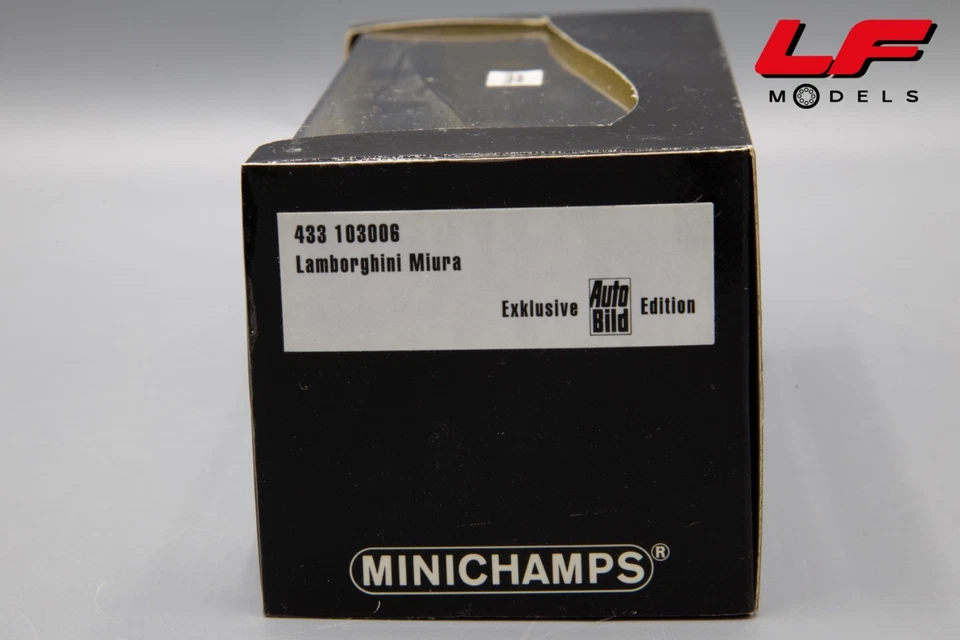 LF
MODELS
433 103006
Lamborghini Miura
Exklusive Auto Bild Edition
MINICHAMPS®